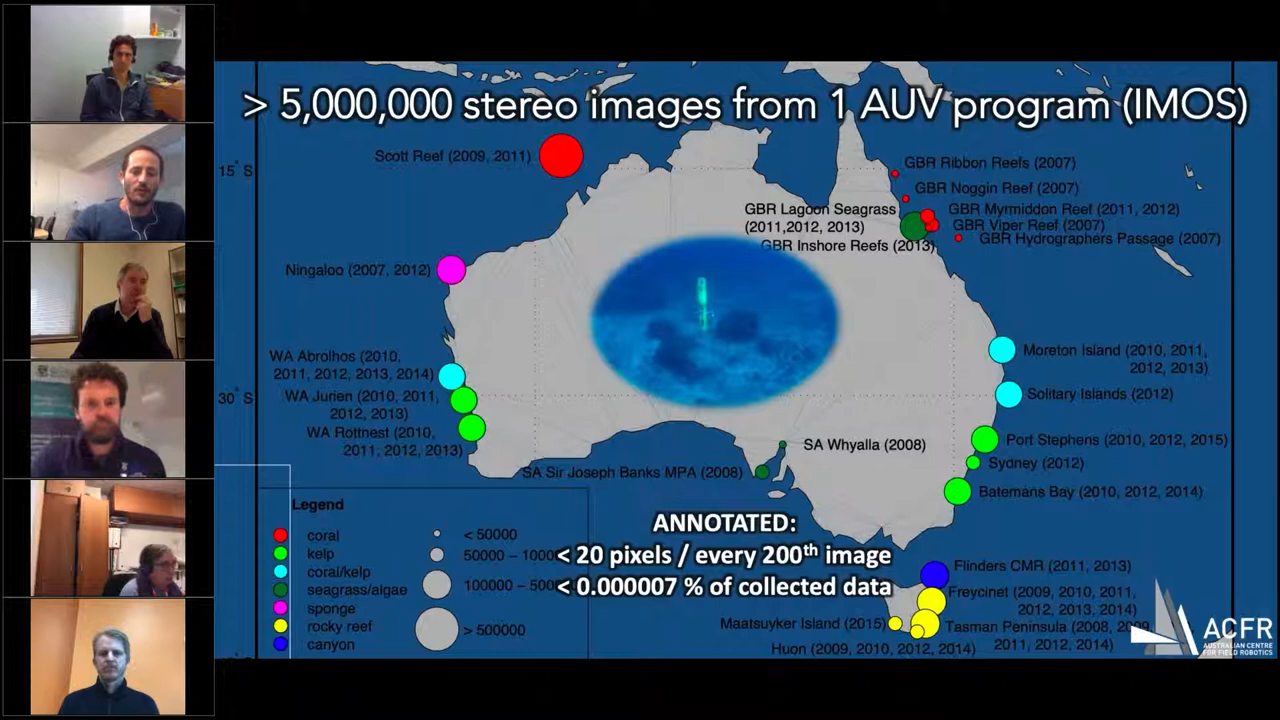 > 5,000,000 stereo images from 1 AUV program (IMOS)
Scott Reef (2009, 2011)
15° S
GBR Ribbon Reefs (2007)
GBR Noggin Reef (2007)
GBR Lagoon Seagrass
(2011,2012, 2013)
GBR Myrmiddon Reef (2011, 2012)
GBR Viper Reef (2007)
GBR Hydrographers Passage (2007)
GBR Inshore Reefs (2013)
Ningaloo (2007, 2012)
WA Abrolhos (2010,
2011, 2012, 2013, 2014)
Moreton Island (2010, 2011,
2012, 2013)
30° S
WA Jurien (2010, 2011,
2012, 2013)
Solitary Islands (2012)
WA Rottnest (2010,
2011, 2012, 2013)
SA Whyalla (2008)
Port Stephens (2010, 2012, 2015)
Sydney (2012)
SA Sir Joseph Banks MPA (2008)
Batemans Bay (2010, 2012, 2014)
Legend
coral
kelp
coral/kelp
seagrass/algae
sponge
rocky reef
canyon
< 50000
50000 – 1000
100000 – 500
> 500000
ANNOTATED:
< 20 pixels / every 200th image
< 0.000007 % of collected data
Flinders CMR (2011, 2013)
Freycinet (2009, 2010, 2011,
2012, 2013, 2014)
Maatsuyker Island (2015)
Tasman Peninsula (2008, 2009,
2011, 2012, 2014)
Huon (2009, 2010, 2012, 2014)
ACFR
AUSTRALIAN CENTRE
FOR FIELD ROBOTICS